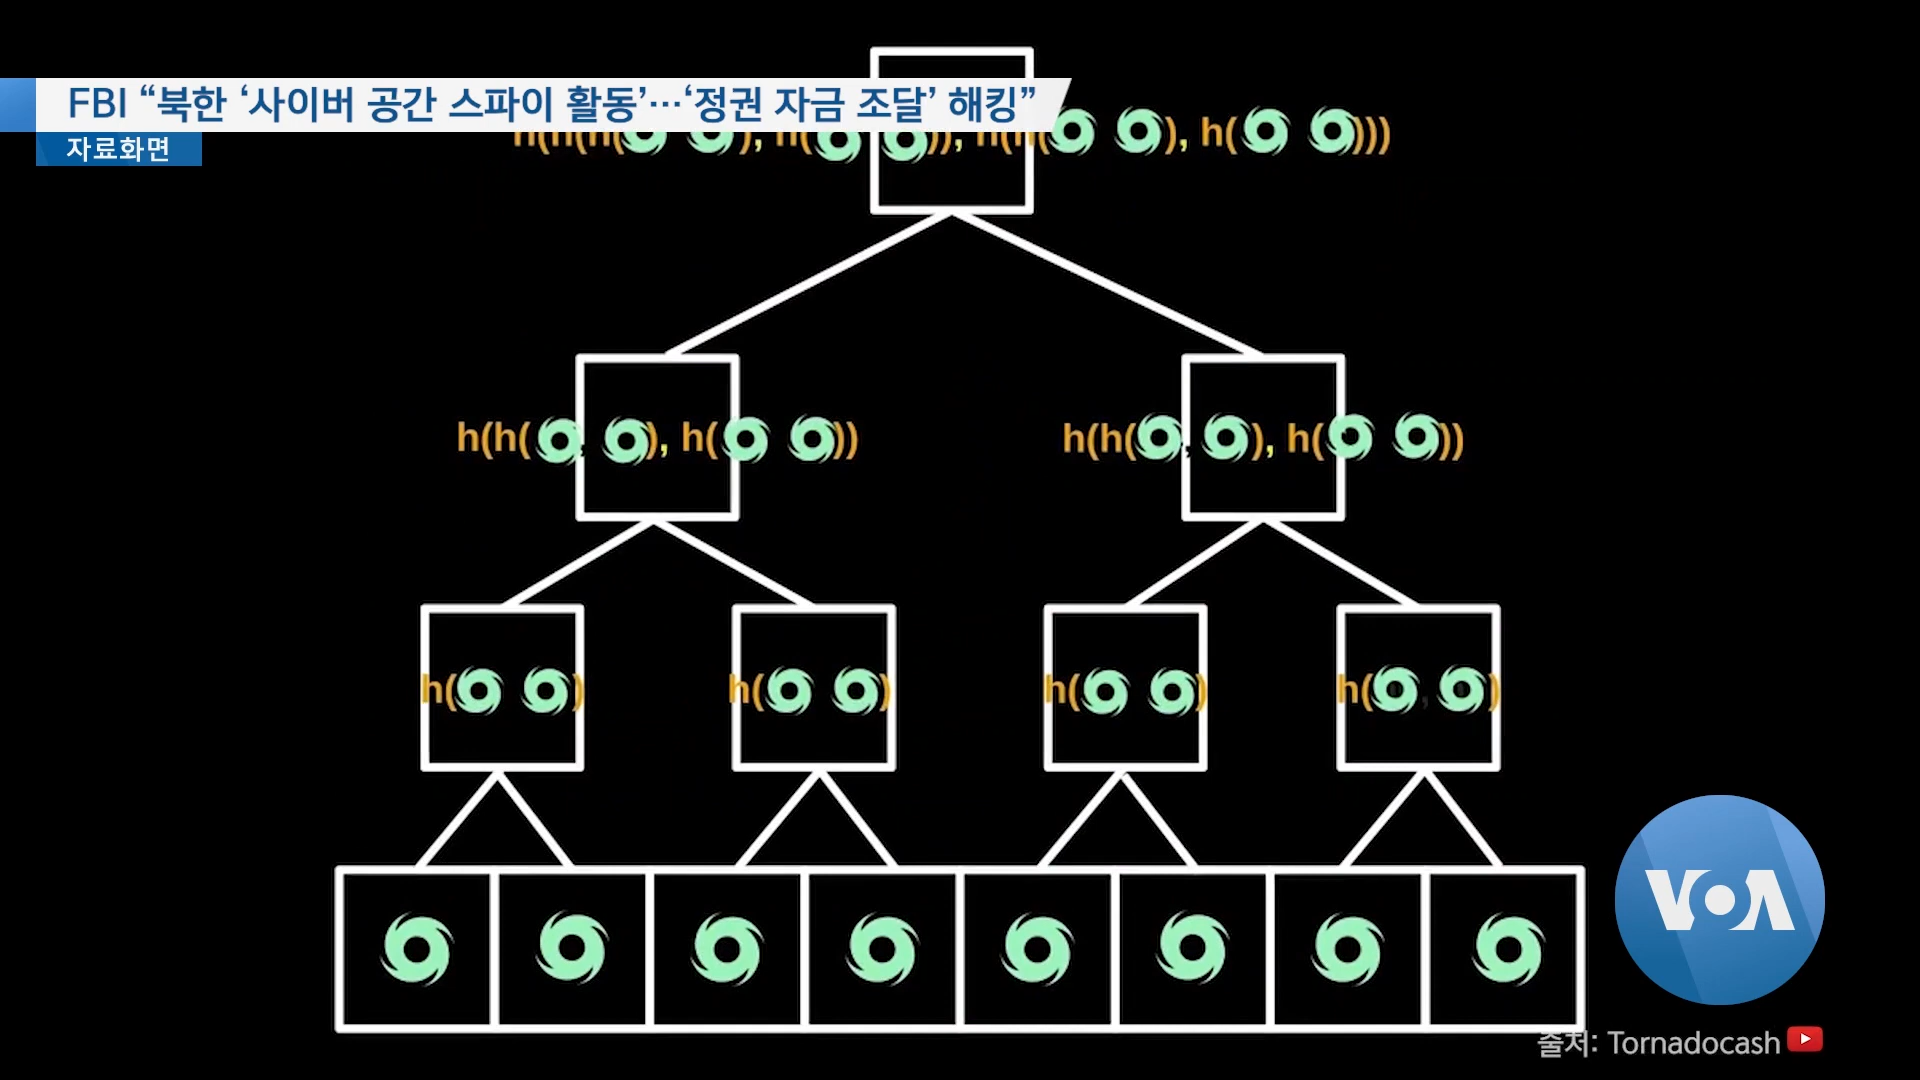 FBI “북한 ‘사이버 공간 스파이 활동’…‘정권 자금 조달’ 해킹”
자료화면
h(h(h( ), h( )), h(h( ), h( )))
h(h( , ), h( ))
h(h( , ), h( ))
h( )
h( )
h( )
h( , )
VOA
출처: Tornadocash